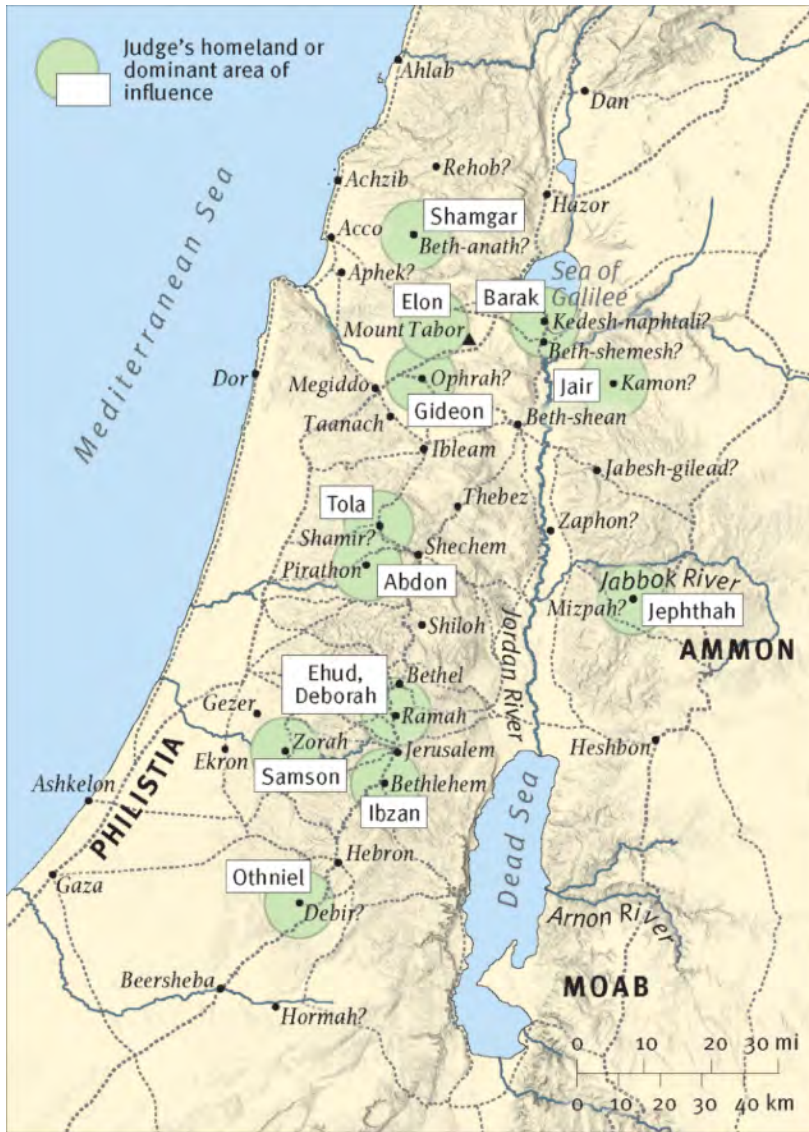 Judge's homeland or
dominant area of
influence
Ahlab
Dan
Rehob?
Achzib
Hazor
Shamgar
Acco
Beth-anath?
Aphek?
Sea of
Galilee
Elon
Barak
Mount Tabor
Kedesh-naphtali?
Beth-shemesh?
Mediterranean Sea
Dor
Megiddo
Ophrah?
Jair
Kamon?
Gideon
Taanach
Beth-shean
Ibleam
Jabesh-gilead?
Tola
Thebez
Shamir?
Zaphon?
Shechem
Pirathon
Abdon
Jabbok River
Mizpah?
Jephthah
Shiloh
Jordan River
AMMON
Ehud,
Deborah
Bethel
Gezer
Ramah
Zorah
Jerusalem
Ekron
Heshbon
Samson
Bethlehem
Ashkelon
PHILISTIA
Ibzan
Dead Sea
Hebron
Gaza
Othniel
Debir?
Arnon River
Beersheba
MOAB
Hormah?
0 10 20 30 mi
0 10 20 30 40 km